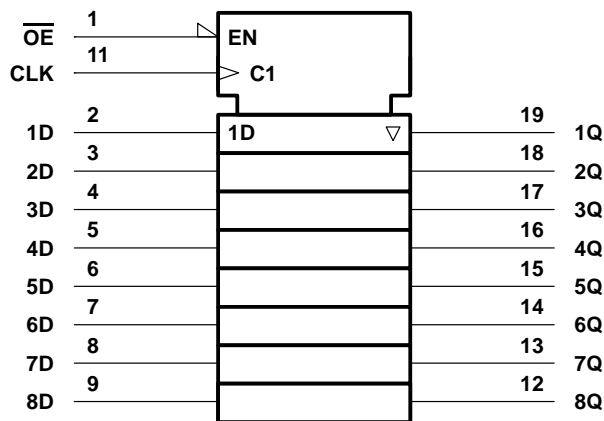 1
OE EN
11
CLK C1
2 19
1D 1D 1Q
3 18
2D 2Q
4 17
3D 3Q
5 16
4D 4Q
6 15
5D 5Q
7 14
6D 6Q
8 13
7D 7Q
9 12
8D 8Q